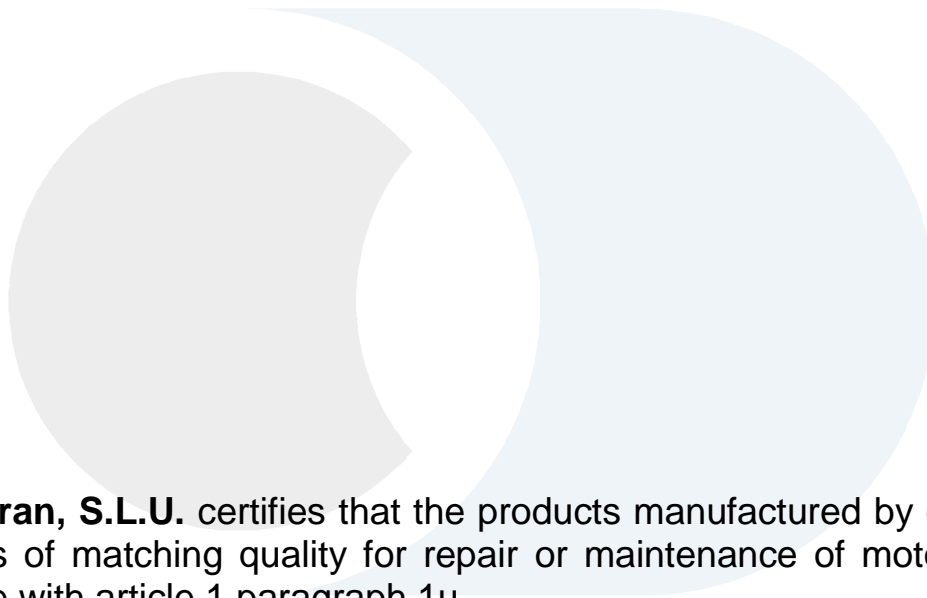 ran, S.L.U. certifies that the products manufactured by
s of matching quality for repair or maintenance of mot
with article 1 paragraph 1u